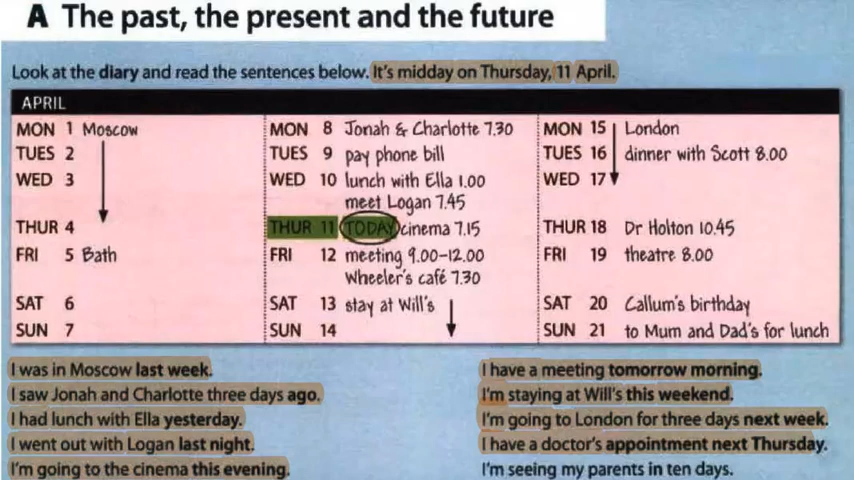 A The past, the present and the future
Look at the diary and read the sentences below. It's midday on Thursday, 11 April.
APRIL
MON 1 Moscow
TUES 2
WED 3
THUR 4
FRI 5 Bath
SAT 6
SUN 7
MON 8 Jonah & Charlotte 7.30
TUES 9 pay phone bill
WED 10 lunch with Ella 1.00
meet Logan 7.45
THUR 11 TODAY cinema 7.15
FRI 12 meeting 9.00–12.00
Wheeler's café 7.30
SAT 13 stay at Will's
SUN 14
MON 15 London
TUES 16 dinner with Scott 8.00
WED 17
THUR 18 Dr Holton 10.45
FRI 19 theatre 8.00
SAT 20 Callum's birthday
SUN 21 to Mum and Dad's for lunch
I was in Moscow last week.
I saw Jonah and Charlotte three days ago.
I had lunch with Ella yesterday.
I went out with Logan last night.
I'm going to the cinema this evening.
I have a meeting tomorrow morning.
I'm staying at Will's this weekend.
I'm going to London for three days next week.
I have a doctor's appointment next Thursday.
I'm seeing my parents in ten days.